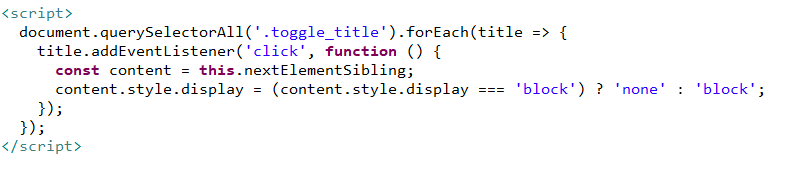 <script>
  document.querySelectorAll('.toggle_title').forEach(title => {
    title.addEventListener('click', function () {
      const content = this.nextElementSibling;
      content.style.display = (content.style.display === 'block') ? 'none' : 'block';
    });
  });
</script>